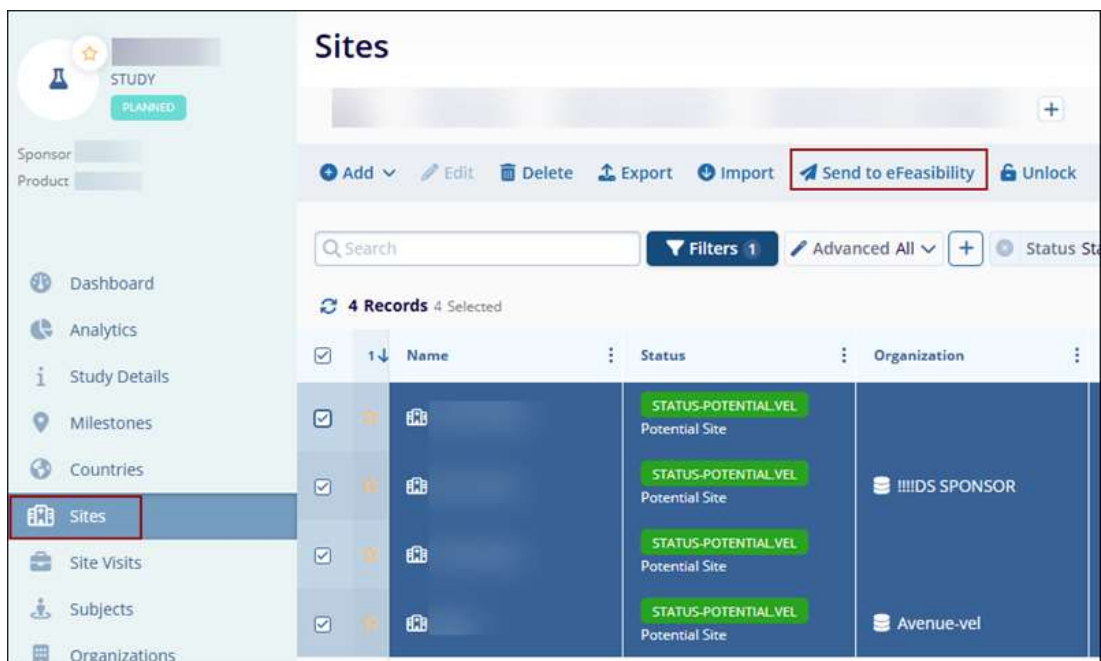 STUDY
PLANNED
Sponsor
Product
Dashboard
Analytics
Study Details
Milestones
Countries
Sites
Site Visits
Subjects
Organizations
Sites
Add Edit Delete Export Import Send to eFeasibility Unlock
Search Filters 1 Advanced All Status Sta
4 Records 4 Selected
1 Name Status Organization
STATUS-POTENTIAL.VEL
Potential Site
STATUS-POTENTIAL.VEL
Potential Site !!!!DS SPONSOR
STATUS-POTENTIAL.VEL
Potential Site
STATUS-POTENTIAL.VEL
Potential Site Avenue-vel